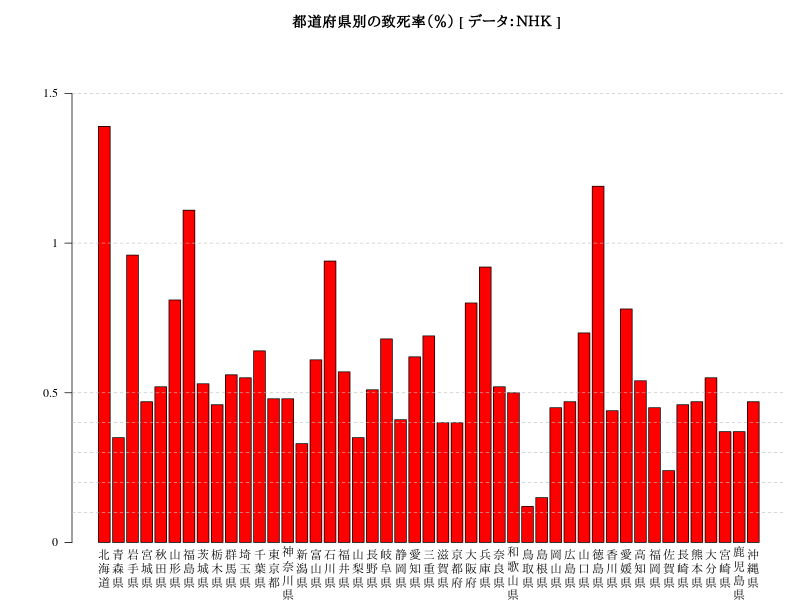 都道府県別の致死率(%) [ データ:NHK ]
1.5
1
0.5
0
北海道
青森県
岩手県
宮城県
秋田県
山形県
福島県
茨城県
栃木県
群馬県
埼玉県
千葉県
東京都
神奈川県
新潟県
富山県
石川県
福井県
山梨県
長野県
岐阜県
静岡県
愛知県
三重県
滋賀県
京都府
大阪府
兵庫県
奈良県
和歌山県
鳥取県
島根県
岡山県
広島県
山口県
徳島県
香川県
愛媛県
高知県
福岡県
佐賀県
長崎県
熊本県
大分県
宮崎県
鹿児島県
沖縄県